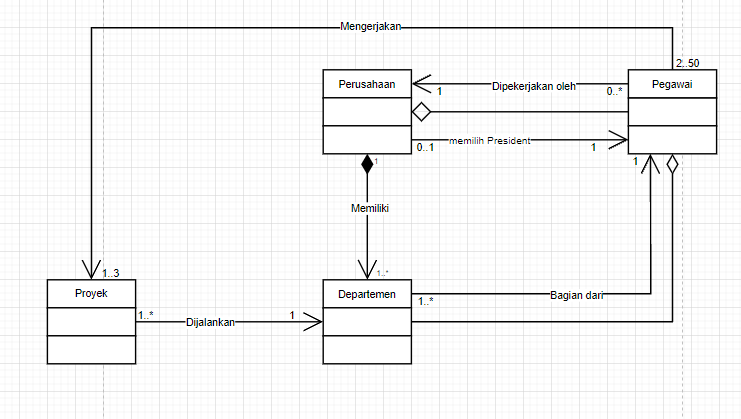 Mengerjakan
2..50
Perusahaan
Pegawai
1
Dipekerjakan oleh
0..*
0..1
memilih President
1
1
1
Memiliki
1..*
1..3
Proyek
Departemen
1..*
Bagian dari
1..*
Dijalankan
1